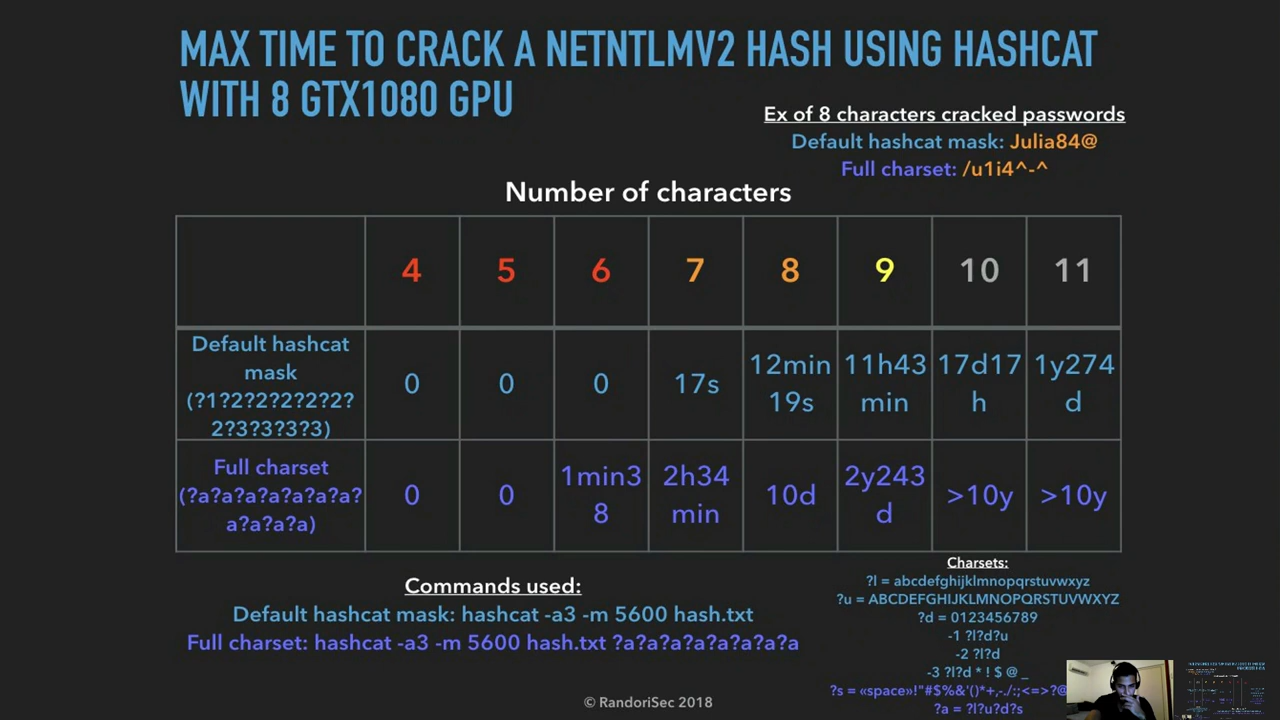 MAX TIME TO CRACK A NETNTLMV2 HASH USING HASHCAT
WITH 8 GTX1080 GPU
Ex of 8 characters cracked passwords
Default hashcat mask: Julia84@
Full charset: /u1i4^-^
Number of characters
4 5 6 7 8 9 10 11
Default hashcat
mask
(?1?2?2?2?2?2?
2?3?3?3?3)
0 0 0 17s 12min
19s 11h43
min 17d17
h 1y274
d
Full charset
(?a?a?a?a?a?a?a?
a?a?a?a)
0 0 1min3
8 2h34
min 10d 2y243
d >10y >10y
Commands used:
Default hashcat mask: hashcat -a3 -m 5600 hash.txt
Full charset: hashcat -a3 -m 5600 hash.txt ?a?a?a?a?a?a?a?a
Charsets:
?l = abcdefghijklmnopqrstuvwxyz
?u = ABCDEFGHIJKLMNOPQRSTUVWXYZ
?d = 0123456789
-1 ?l?d?u
-2 ?l?d
-3 ?l?d * ! $ @ _
?s = «space»!"#$%&'()*+,-./:;<=>?@
?a = ?l?u?d?s
© RandoriSec 2018